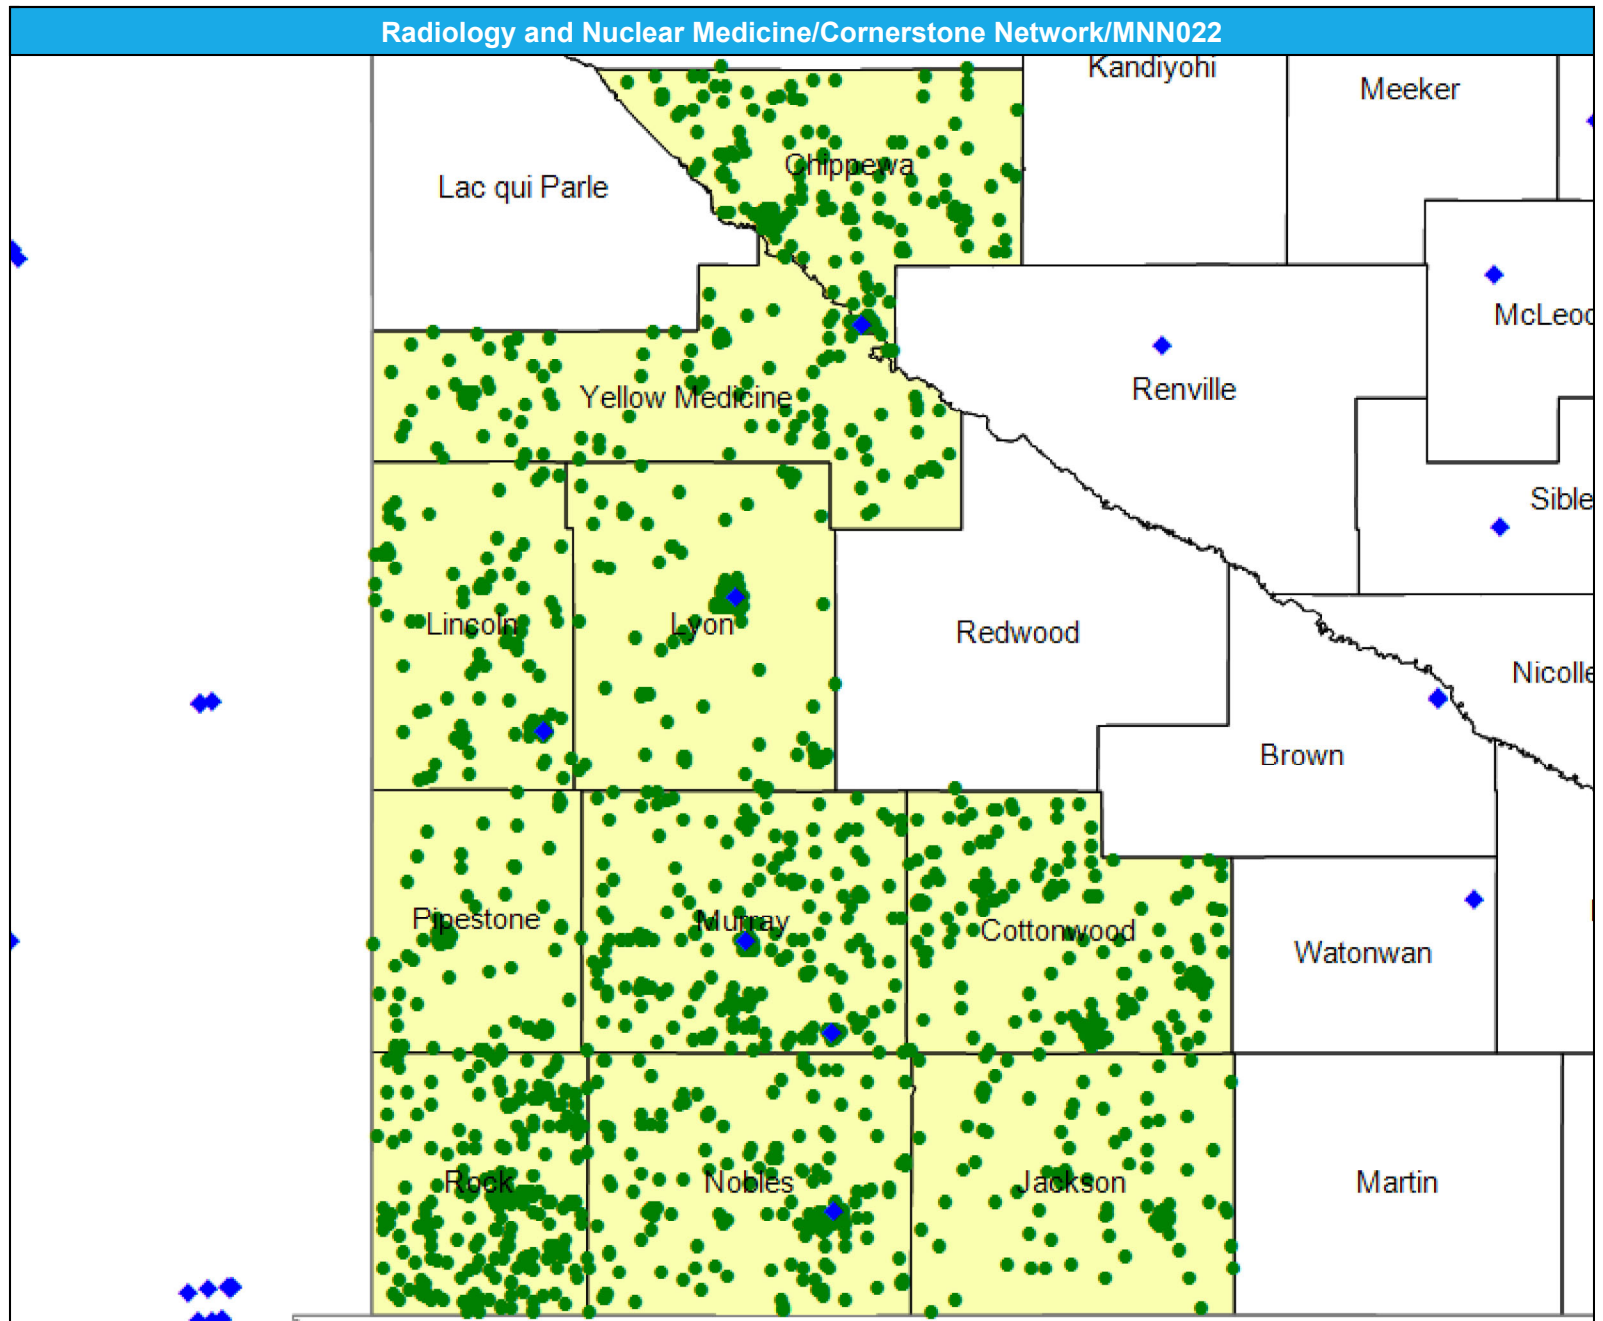 Radiology and Nuclear Medicine/Cornerstone Network/MNN022
Kandiyohi
Meeker
Chippewa
Lac qui Parle
McLeod
Renville
Yellow Medicine
Sible
Lincoln
Lyon
Redwood
Nicolle
Brown
Pipestone
Murray
Cottonwood
Watonwan
Rock
Nobles
Jackson
Martin